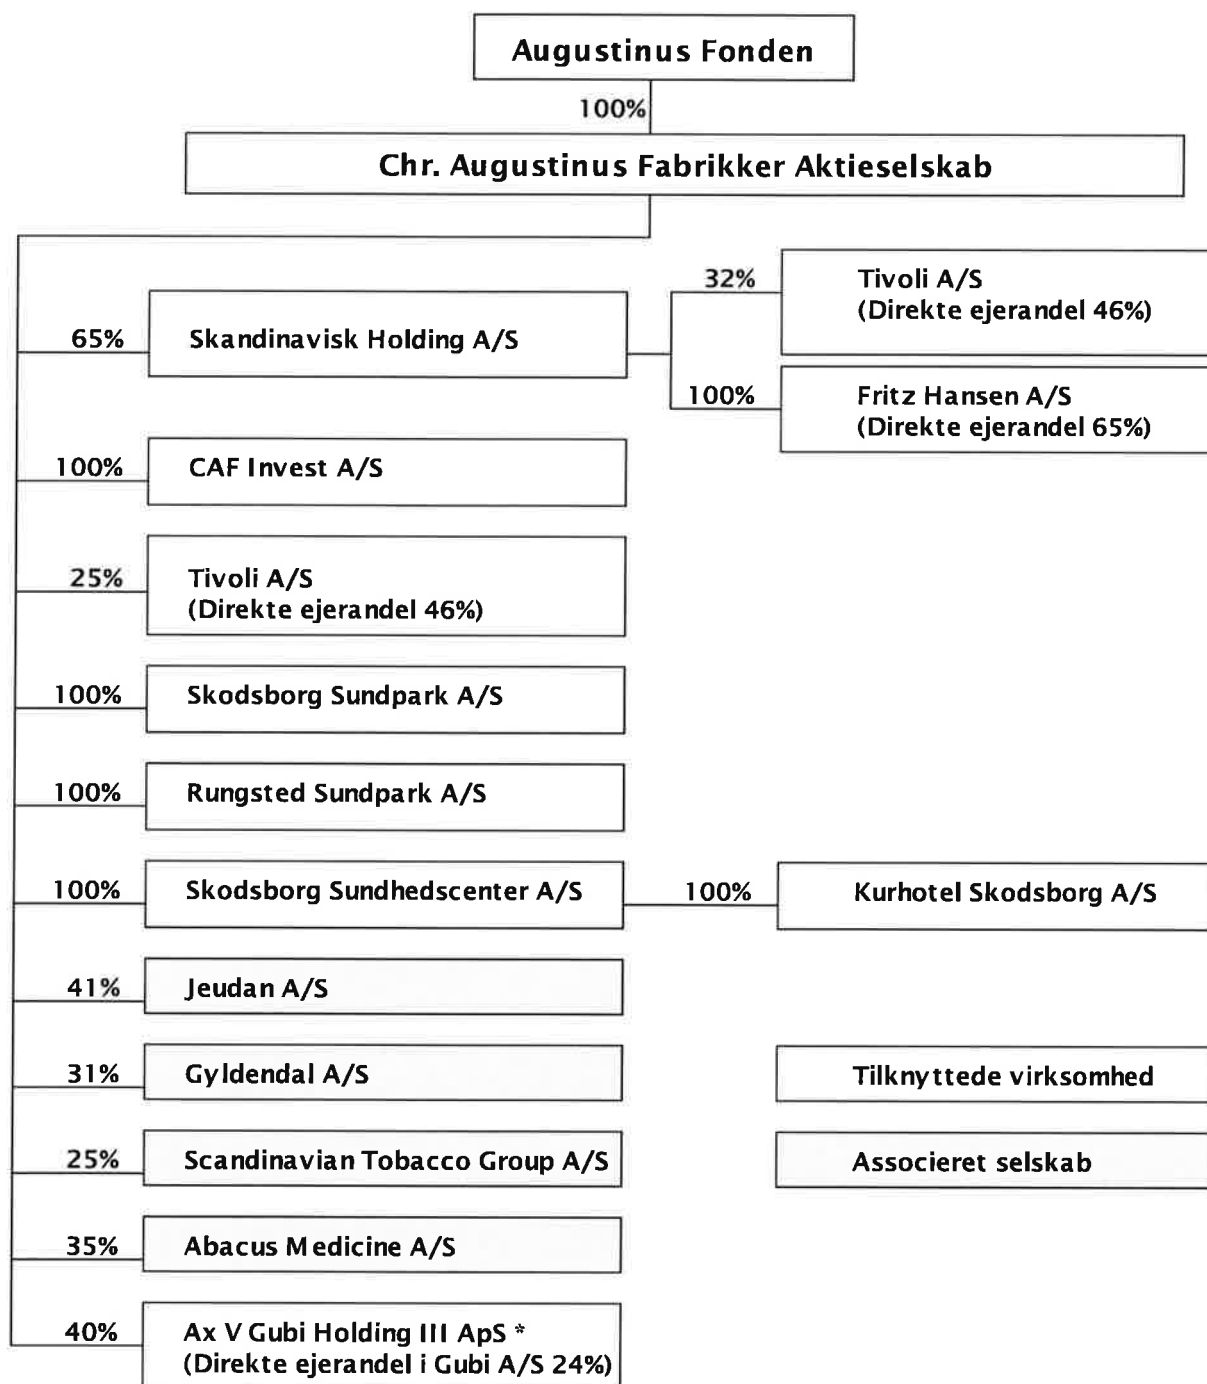 Augustinus Fonden
100%
Chr. Augustinus Fabrikker Aktieselskab
65%
Skandinavisk Holding A/S
32%
Tivoli A/S
(Direkte ejerandel 46%)
100%
Fritz Hansen A/S
(Direkte ejerandel 65%)
100%
CAF Invest A/S
25%
Tivoli A/S
(Direkte ejerandel 46%)
100%
Skodsborg Sundpark A/S
100%
Rungsted Sundpark A/S
100%
Skodsborg Sundhedscenter A/S
100%
Kurhotel Skodsborg A/S
41%
Jeudan A/S
31%
Gyldendal A/S
Tilknyttede virksomhed
25%
Scandinavian Tobacco Group A/S
Associeret selskab
35%
Abacus Medicine A/S
40%
Ax V Gubi Holding III ApS *
(Direkte ejerandel i Gubi A/S 24%)